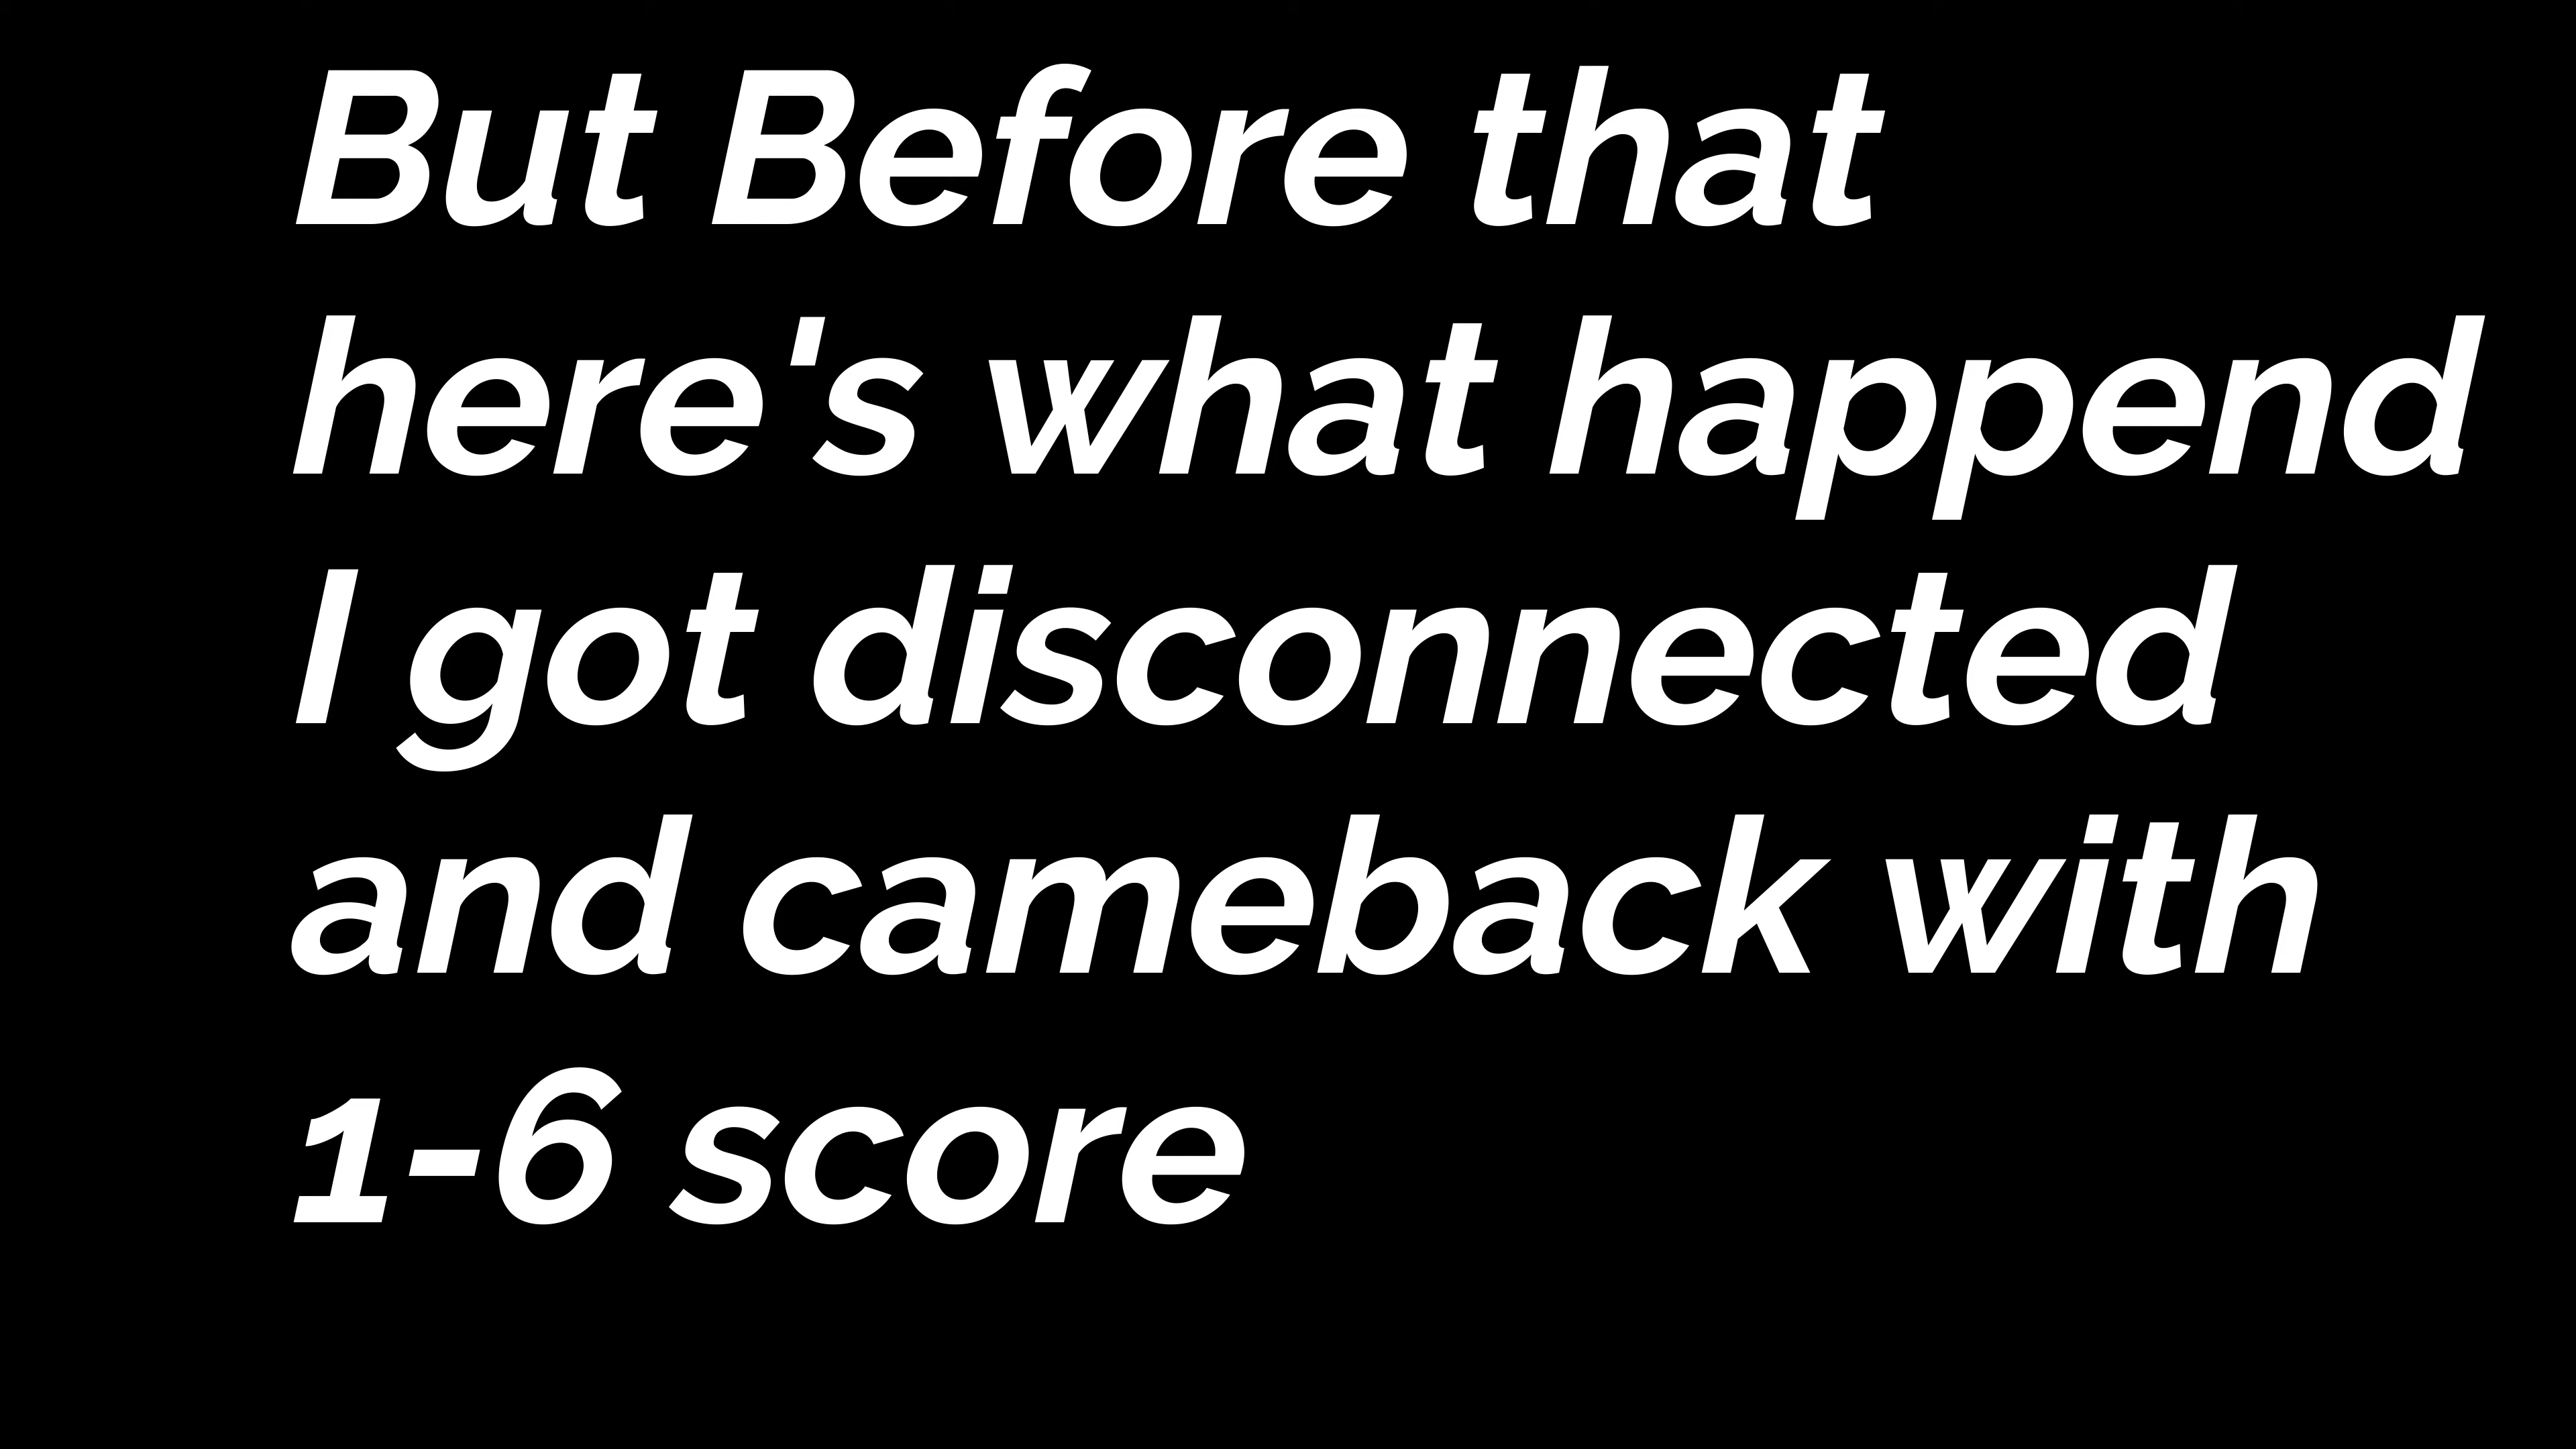 But Before that
here's what happend
I got disconnected
and cameback with
1-6 score